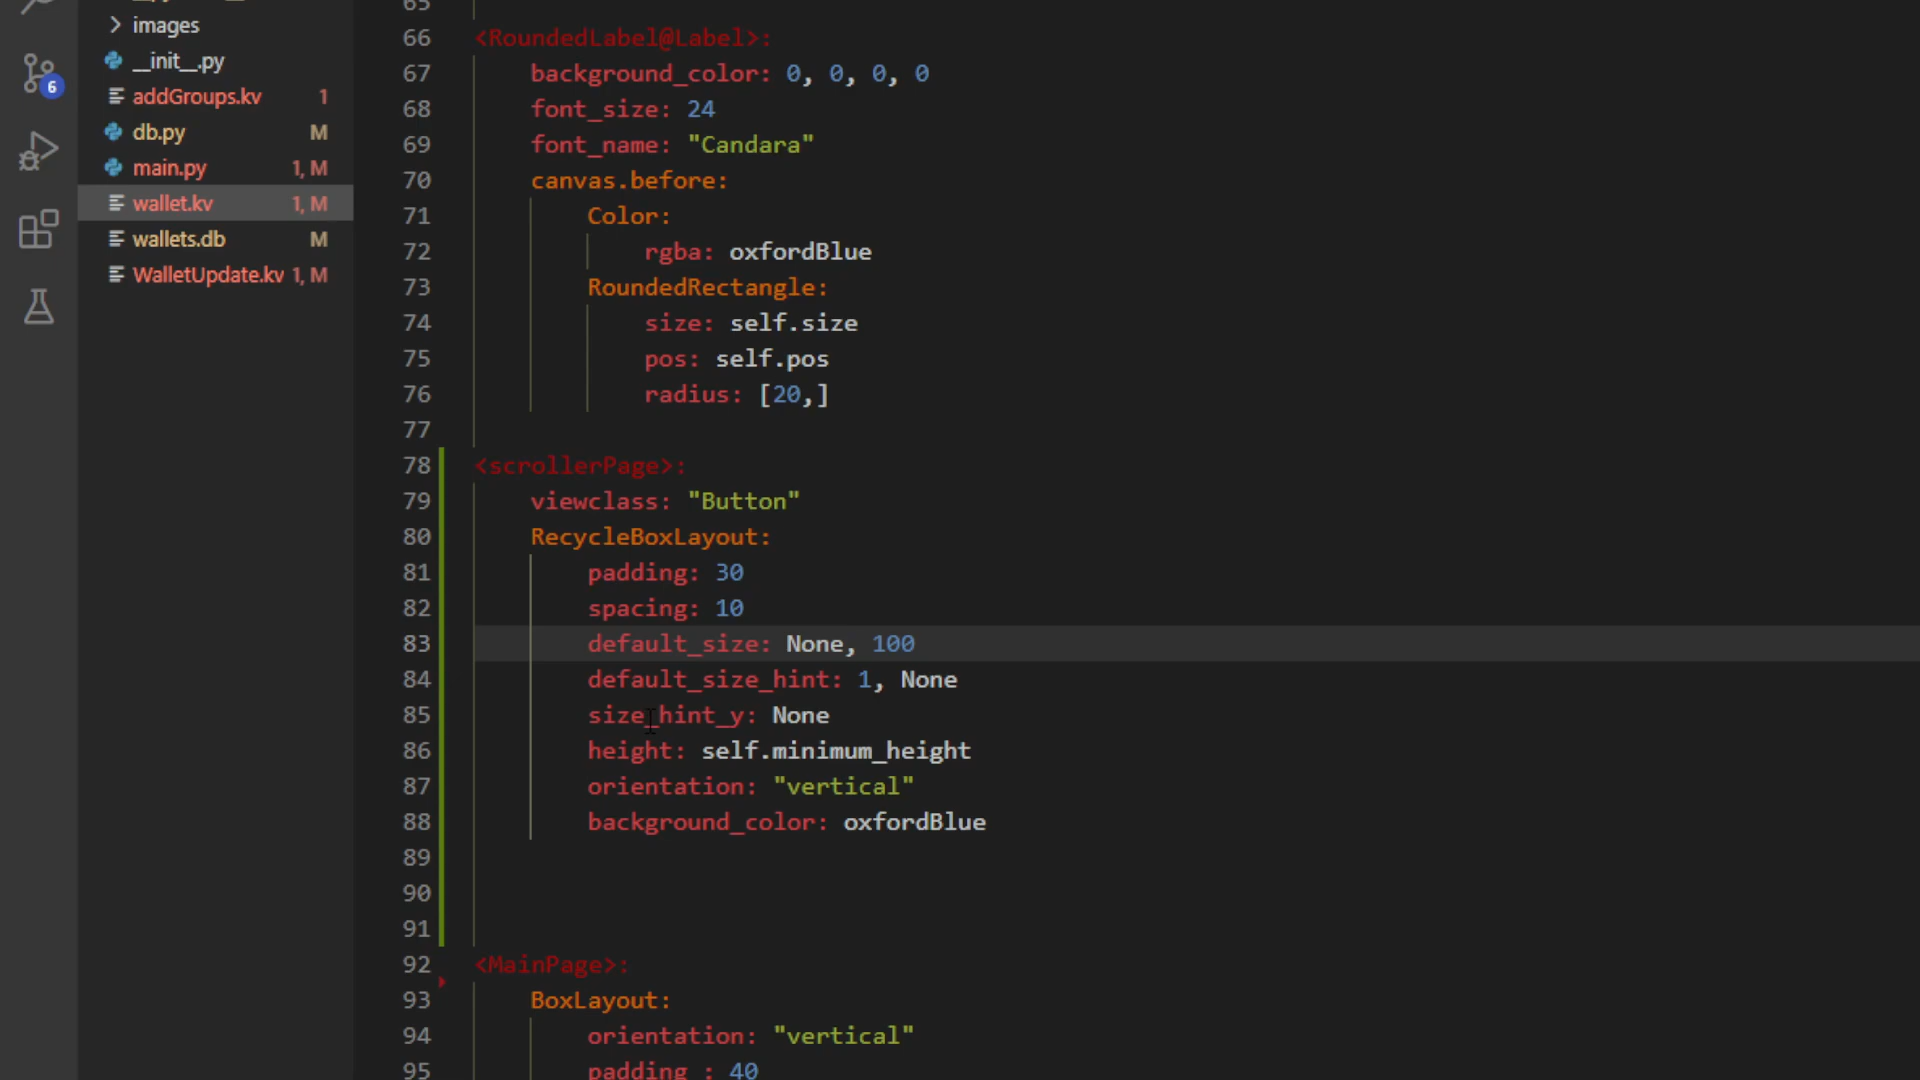 65
images
66 <RoundedLabel@Label>:
__init__.py
67 background_color: 0, 0, 0, 0
6
addGroups.kv 1
68 font_size: 24
db.py M
69 font_name: "Candara"
main.py 1, M
70 canvas.before:
wallet.kv 1, M
71 Color:
wallets.db M
72 rgba: oxfordBlue
WalletUpdate.kv 1, M
73 RoundedRectangle:
74 size: self.size
75 pos: self.pos
76 radius: [20,]
77
78 <scrollerPage>:
79 viewclass: "Button"
80 RecycleBoxLayout:
81 padding: 30
82 spacing: 10
83 default_size: None, 100
84 default_size_hint: 1, None
85 size_hint_y: None
86 height: self.minimum_height
87 orientation: "vertical"
88 background_color: oxfordBlue
89
90
91
92 <MainPage>:
93 BoxLayout:
94 orientation: "vertical"
95 padding : 40